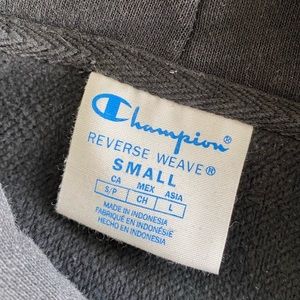 Champion®
REVERSE WEAVE®
SMALL
CA MEX ASIA
S/P CH L
MADE IN INDONESIA
FABRIQUÉ EN INDONÉSIE
HECHO EN INDONESIA